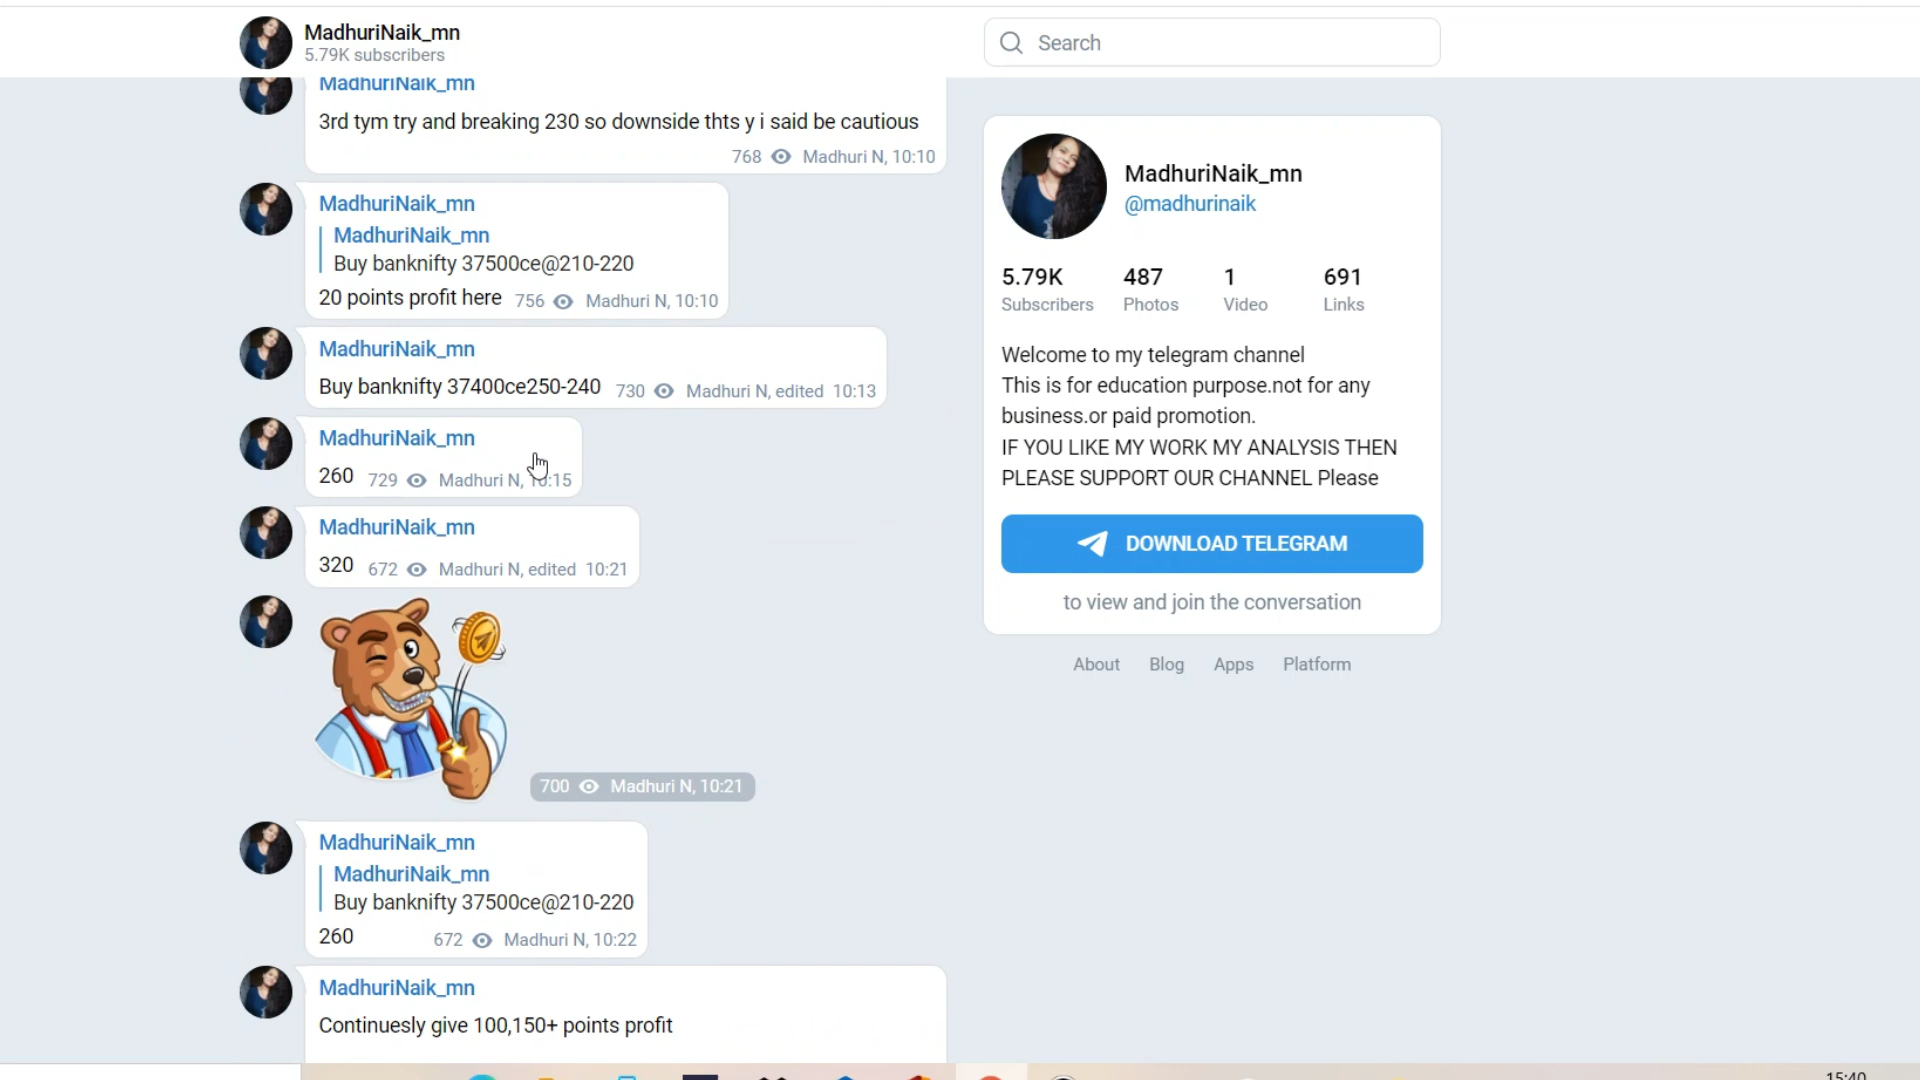 MadhuriNaik_mn
5.79K subscribers
Search
MadhuriNaik_mn
3rd tym try and breaking 230 so downside thts y i said be cautious
768 Madhuri N, 10:10
MadhuriNaik_mn
MadhuriNaik_mn
Buy banknifty 37500ce@210-220
20 points profit here 756 Madhuri N, 10:10
MadhuriNaik_mn
Buy banknifty 37400ce250-240 730 Madhuri N, edited 10:13
MadhuriNaik_mn
260 729 Madhuri N, 10:15
MadhuriNaik_mn
320 672 Madhuri N, edited 10:21
700 Madhuri N, 10:21
MadhuriNaik_mn
MadhuriNaik_mn
Buy banknifty 37500ce@210-220
260 672 Madhuri N, 10:22
MadhuriNaik_mn
Continuesly give 100,150+ points profit
MadhuriNaik_mn
@madhurinaik
5.79K 487 1 691
Subscribers Photos Video Links
Welcome to my telegram channel
This is for education purpose.not for any
business.or paid promotion.
IF YOU LIKE MY WORK MY ANALYSIS THEN
PLEASE SUPPORT OUR CHANNEL Please
DOWNLOAD TELEGRAM
to view and join the conversation
About Blog Apps Platform
15:40